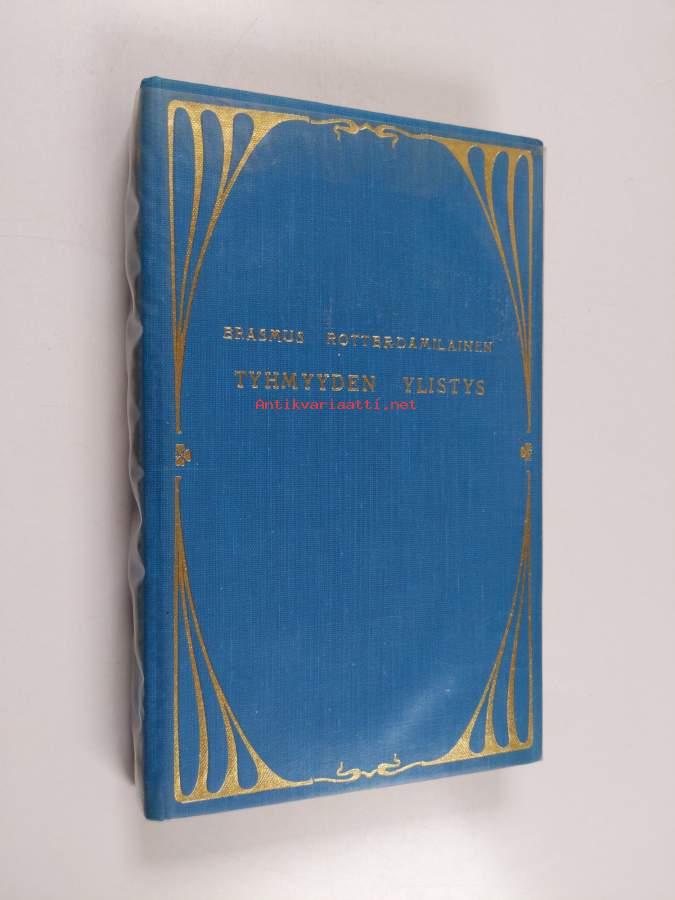 ERASMUS ROTTERDAMILAINEN
TYHMYYDEN YLISTYS
Antikvariaatti.net